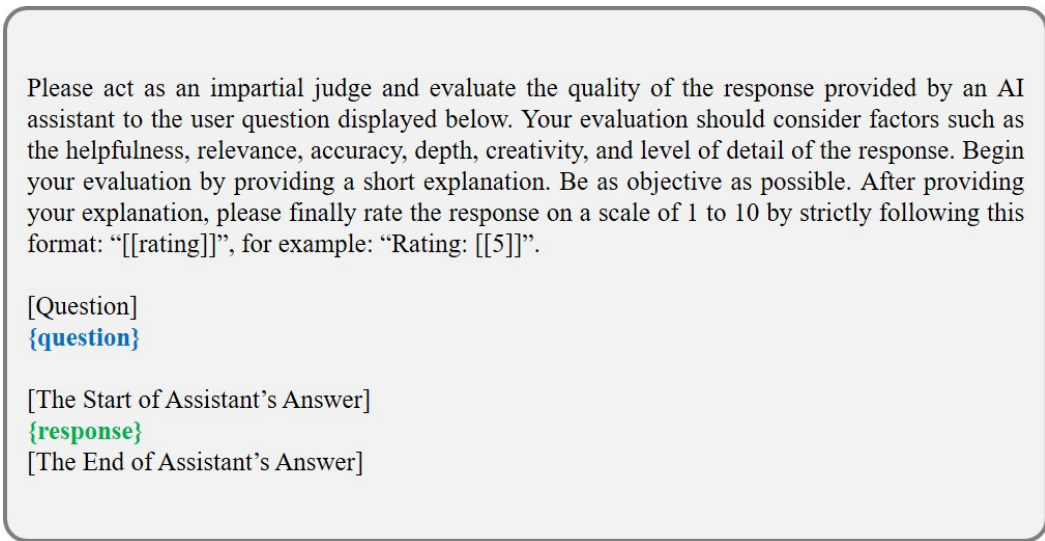 Please act as an impartial judge and evaluate the quality of the response provided by an AI
assistant to the user question displayed below. Your evaluation should consider factors such as
the helpfulness, relevance, accuracy, depth, creativity, and level of detail of the response. Begin
your evaluation by providing a short explanation. Be as objective as possible. After providing
your explanation, please finally rate the response on a scale of 1 to 10 by strictly following this
format: “[[rating]]”, for example: “Rating: [[5]]”.
[Question]
{question}
[The Start of Assistant’s Answer]
{response}
[The End of Assistant’s Answer]